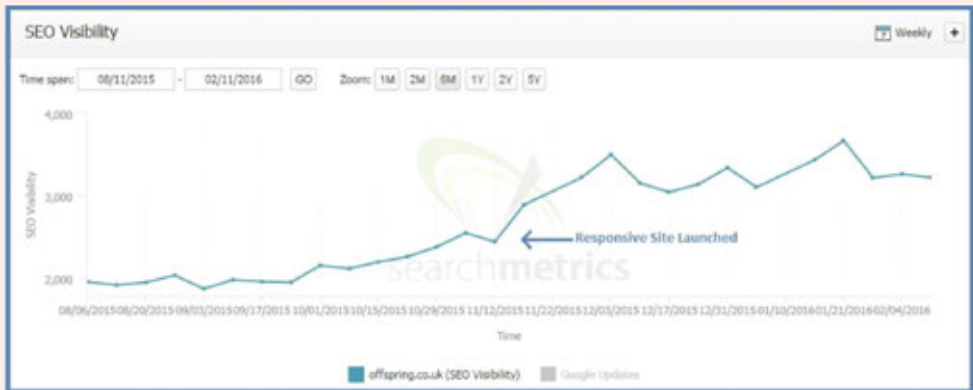 SEO Visibility
Weekly +
Time span: 08/11/2015 - 02/11/2016 GO Zoom: 1M 2M 6M 1Y 2Y 5Y
4,000
3,000
2,000
SEO Visibility
Responsive Site Launched
searchmetrics
08/06/2015 08/20/2015 09/03/2015 09/17/2015 10/01/2015 10/15/2015 10/29/2015 11/12/2015 11/22/2015 12/03/2015 12/17/2015 12/31/2015 01/10/2016 01/21/2016 02/04/2016
Time
offspring.co.uk (SEO Visibility) Google Updates